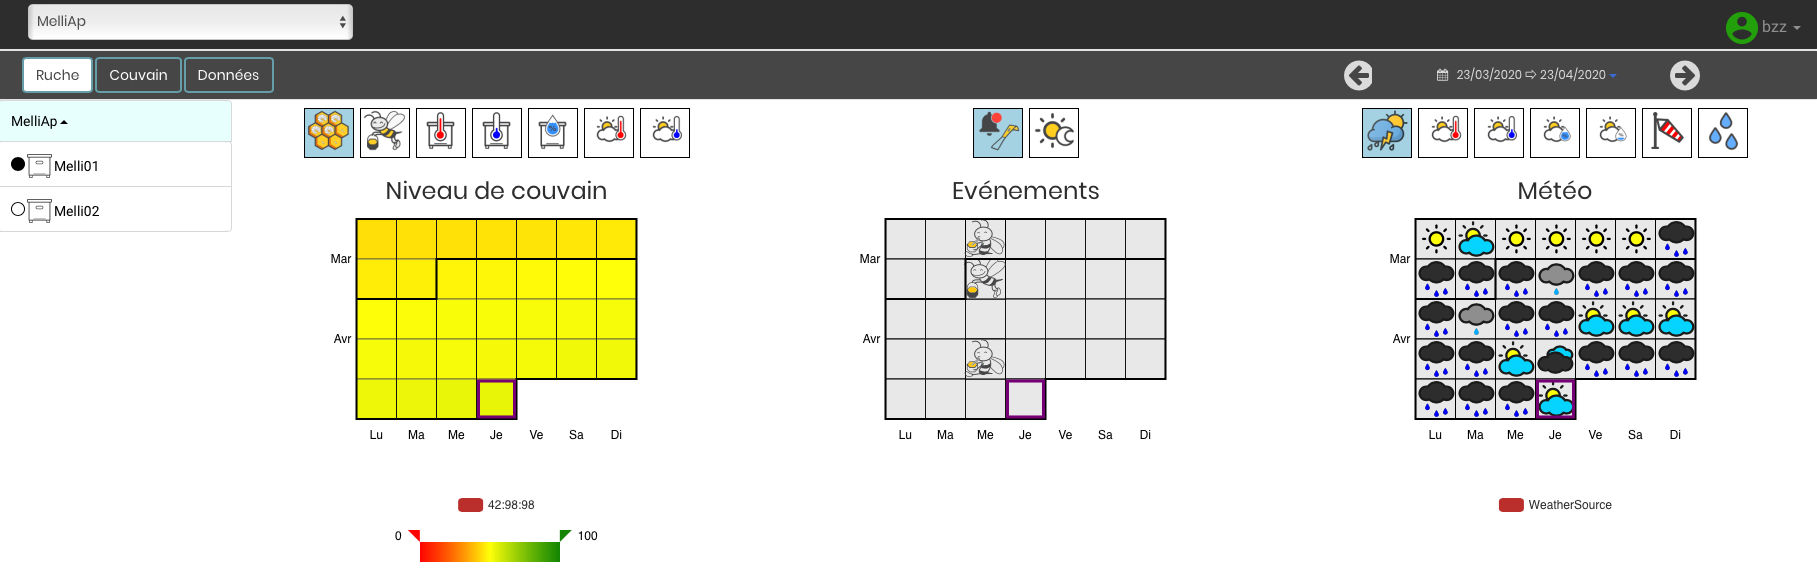 MelliAp
bzz
Ruche Couvain Données
23/03/2020 ⇨ 23/04/2020
MelliAp
Melli01
Melli02
Niveau de couvain
Mar
Avr
Lu Ma Me Je Ve Sa Di
42:98:98
0 100
Evénements
Mar
Avr
Lu Ma Me Je Ve Sa Di
Météo
Mar
Avr
Lu Ma Me Je Ve Sa Di
WeatherSource